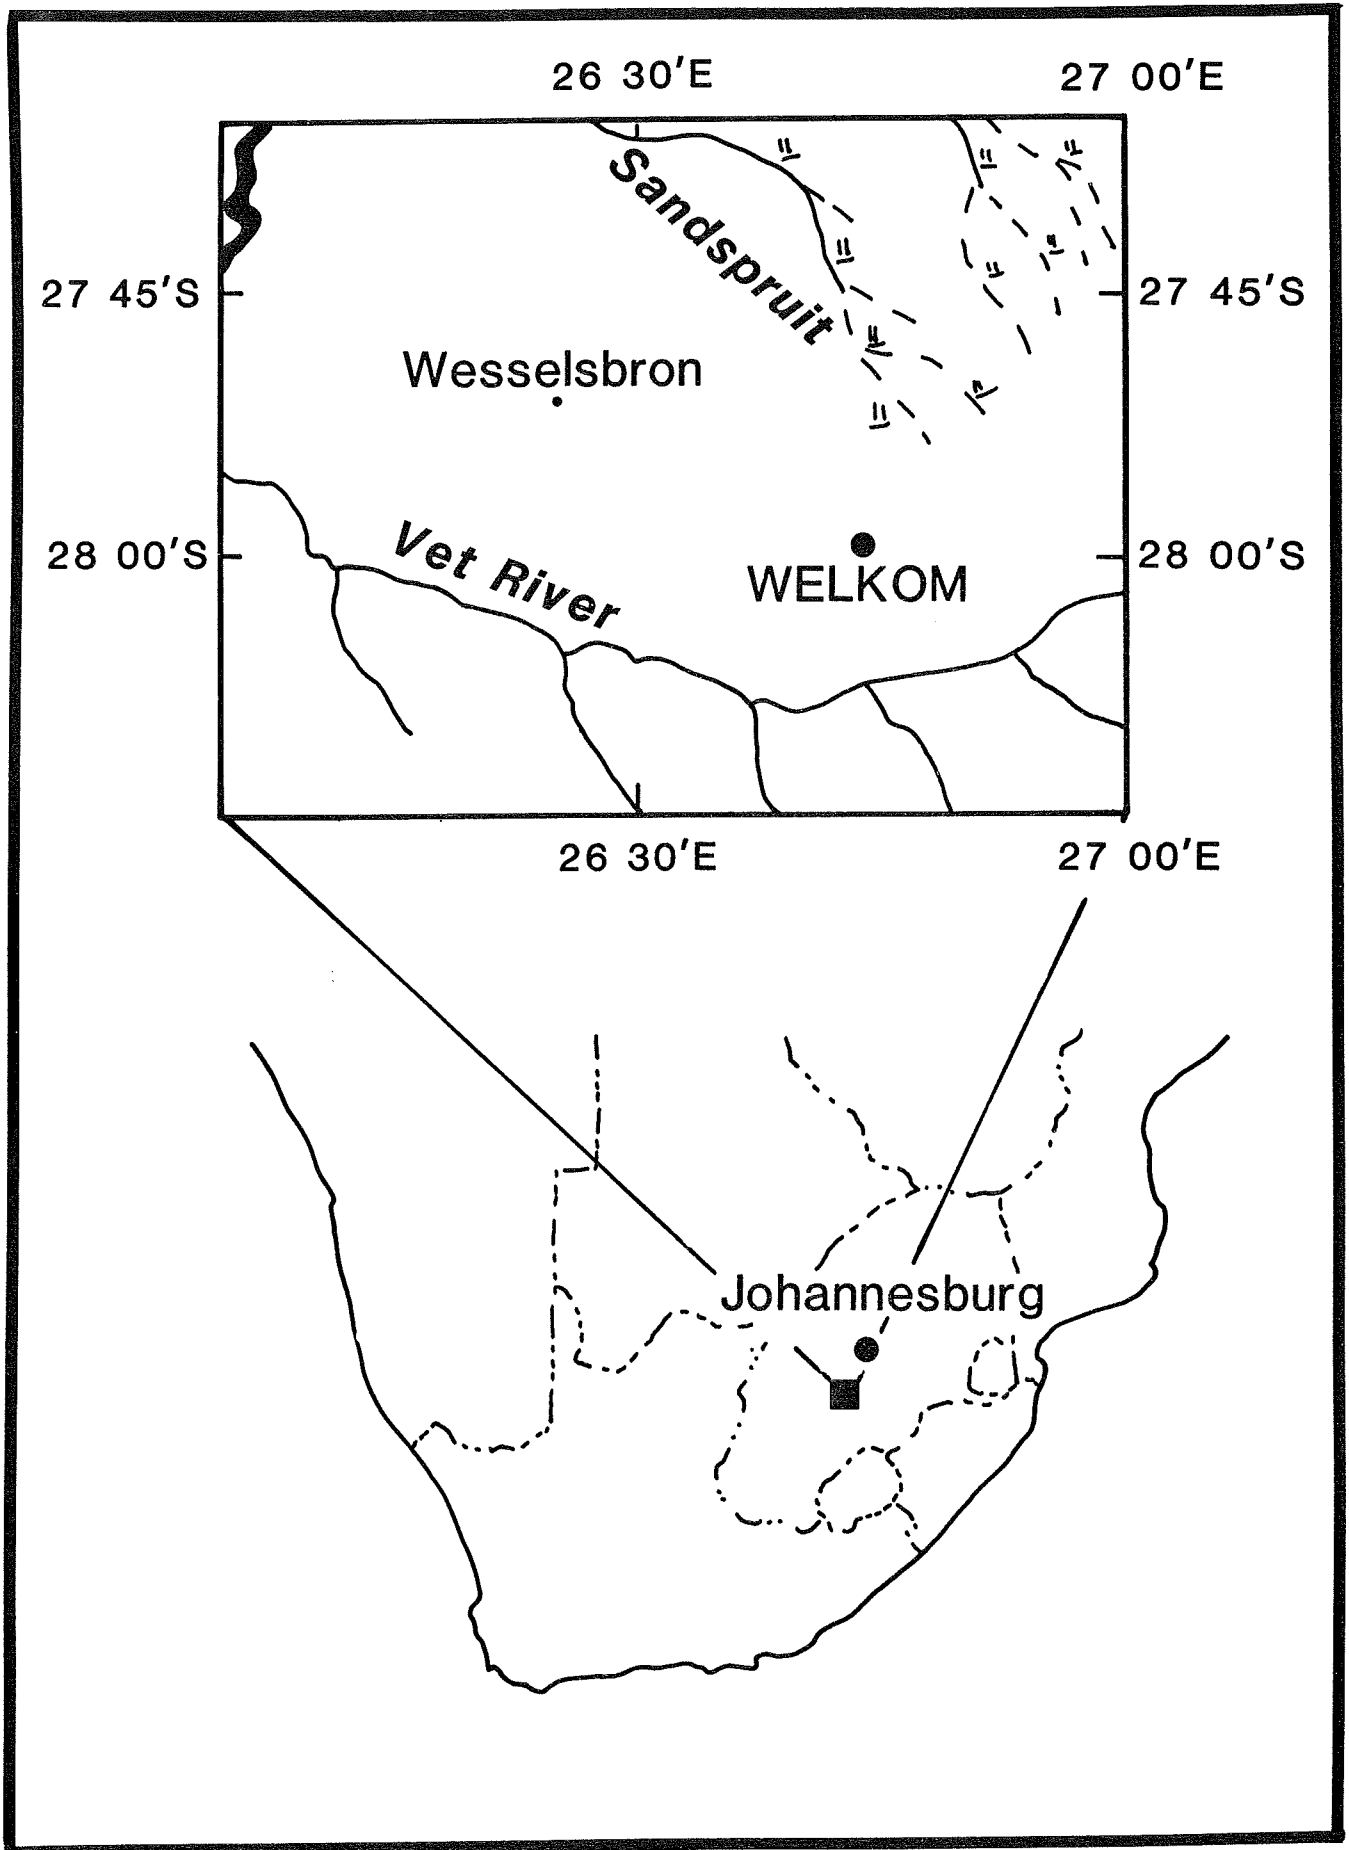 26 30'E
27 00'E
Sandspruit
27 45'S
27 45'S
Wesselsbron
Vet River
28 00'S
28 00'S
WELKOM
26 30'E
27 00'E
Johannesburg